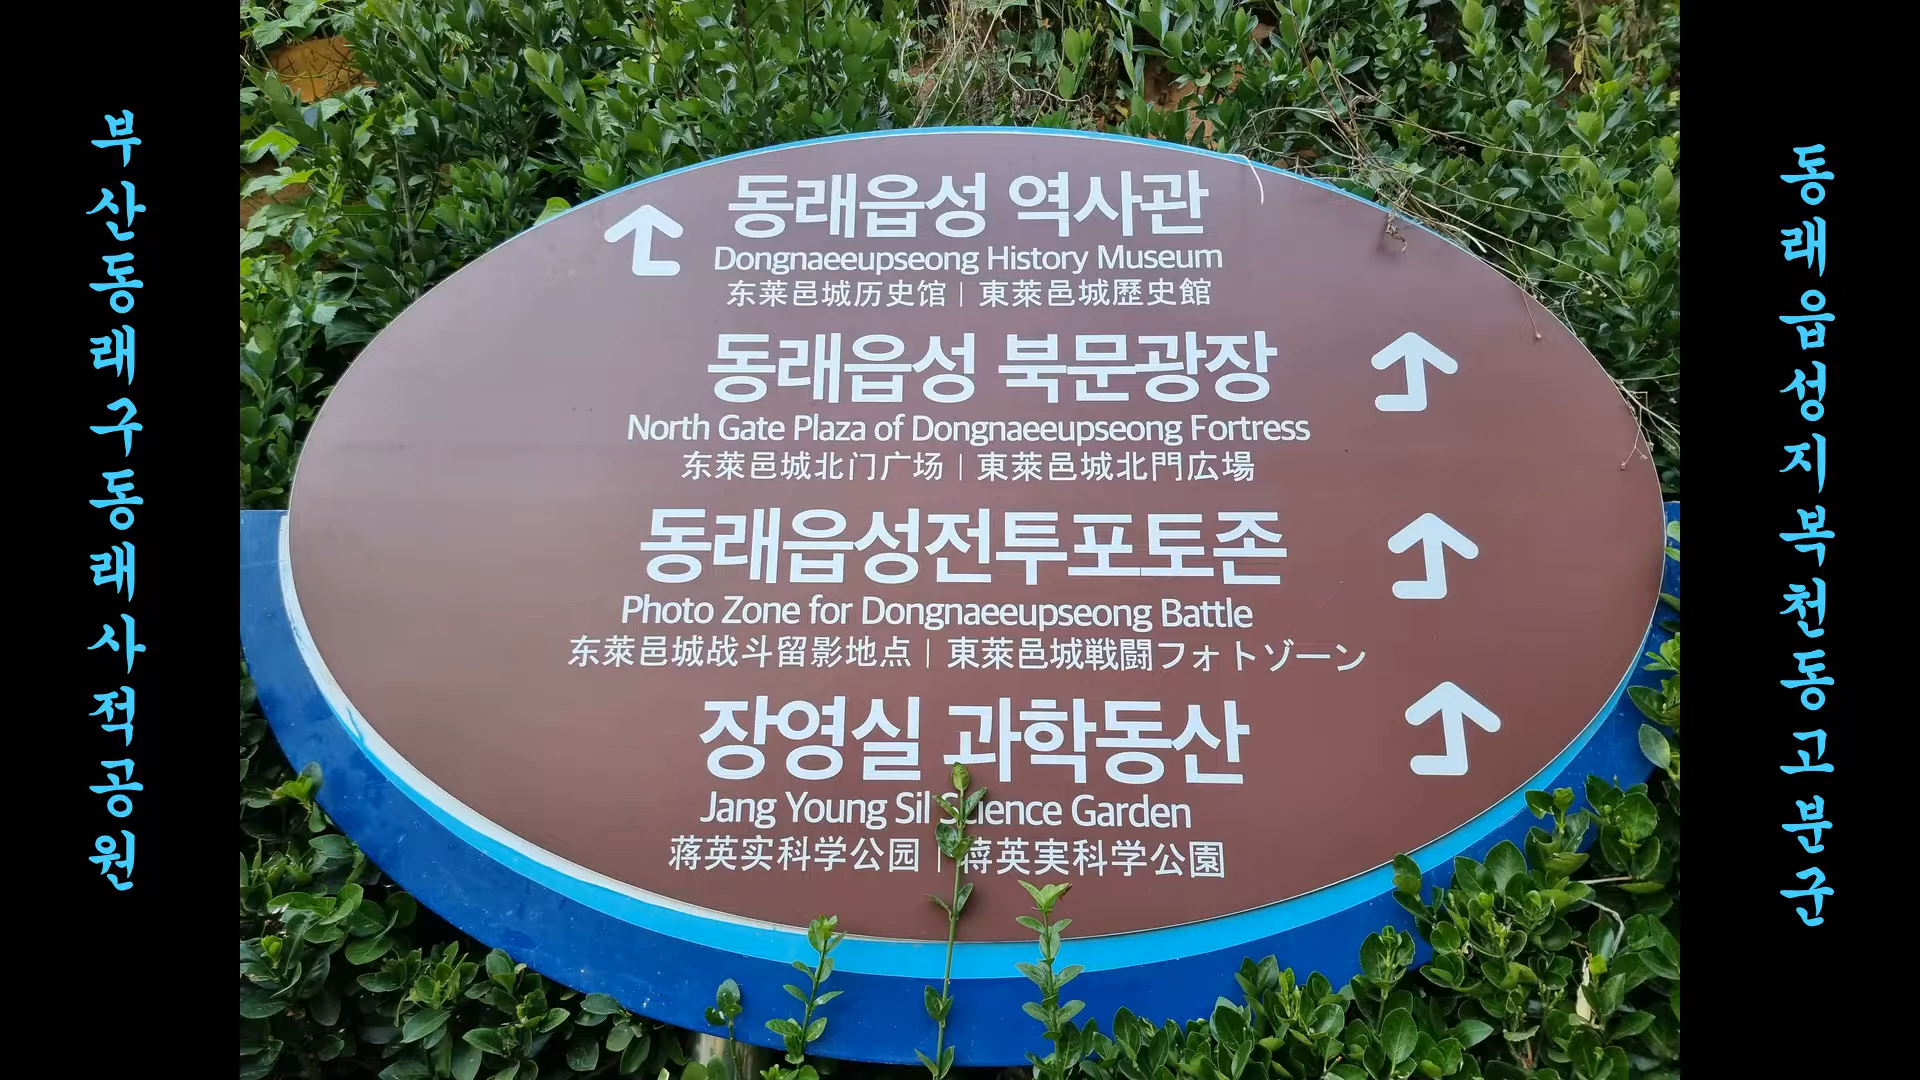 부산동래구동래사적공원
동래읍성 역사관
Dongnaeeupseong History Museum
东莱邑城历史馆 | 東萊邑城歷史館
동래읍성 북문광장
North Gate Plaza of Dongnaeeupseong Fortress
东莱邑城北门广场 | 東萊邑城北門広場
동래읍성전투포토존
Photo Zone for Dongnaeeupseong Battle
东莱邑城战斗留影地点 | 東萊邑城戦闘フォトゾーン
장영실 과학동산
Jang Young Sil Science Garden
蒋英实科学公园 | 蒋英実科学公園
동래읍성지복천동고분군